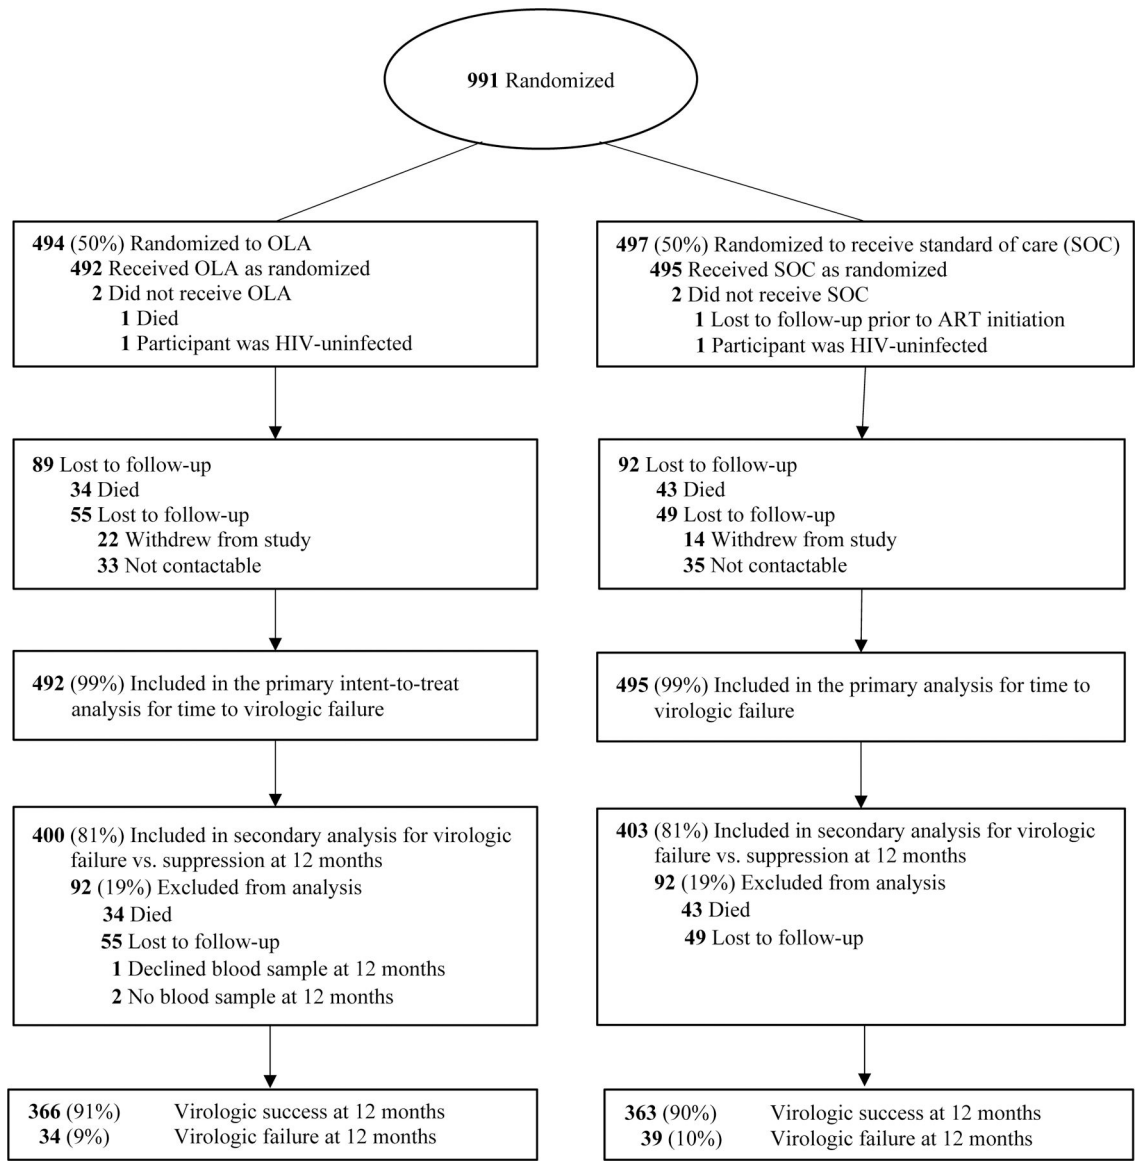 991 Randomized
494 (50%) Randomized to OLA
492 Received OLA as randomized
2 Did not receive OLA
1 Died
1 Participant was HIV-uninfected
497 (50%) Randomized to receive standard of care (SOC)
495 Received SOC as randomized
2 Did not receive SOC
1 Lost to follow-up prior to ART initiation
1 Participant was HIV-uninfected
89 Lost to follow-up
34 Died
55 Lost to follow-up
22 Withdrew from study
33 Not contactable
92 Lost to follow-up
43 Died
49 Lost to follow-up
14 Withdrew from study
35 Not contactable
492 (99%) Included in the primary intent-to-treat
analysis for time to virologic failure
495 (99%) Included in the primary analysis for time to
virologic failure
400 (81%) Included in secondary analysis for virologic
failure vs. suppression at 12 months
92 (19%) Excluded from analysis
34 Died
55 Lost to follow-up
1 Declined blood sample at 12 months
2 No blood sample at 12 months
403 (81%) Included in secondary analysis for virologic
failure vs. suppression at 12 months
92 (19%) Excluded from analysis
43 Died
49 Lost to follow-up
366 (91%) Virologic success at 12 months
34 (9%) Virologic failure at 12 months
363 (90%) Virologic success at 12 months
39 (10%) Virologic failure at 12 months